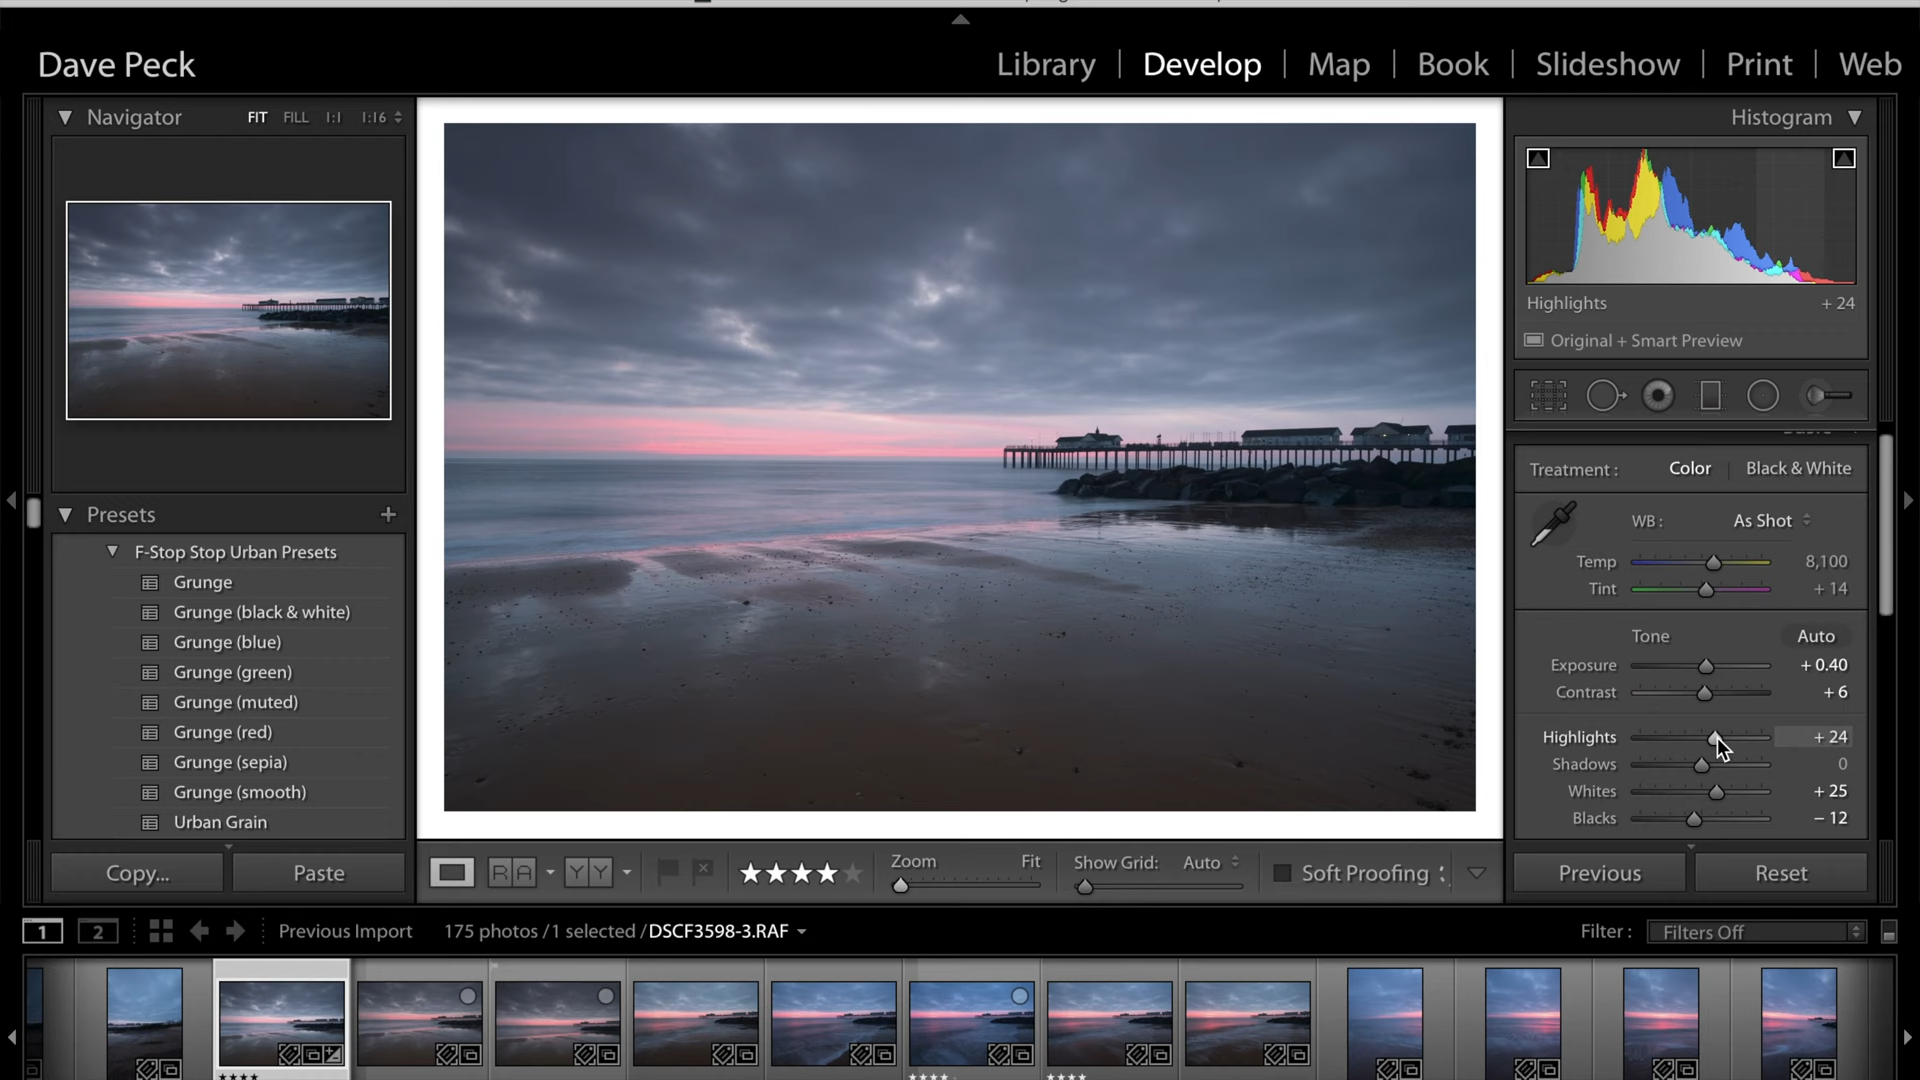 Dave Peck
Library | Develop | Map | Book | Slideshow | Print | Web
Navigator FIT FILL 1:1 1:16
Histogram
Highlights + 24
Original + Smart Preview
Treatment : Color | Black & White
WB : As Shot
Temp 8,100
Tint + 14
Tone Auto
Exposure + 0.40
Contrast + 6
Highlights + 24
Shadows 0
Whites + 25
Blacks − 12
Presets +
F-Stop Stop Urban Presets
Grunge
Grunge (black & white)
Grunge (blue)
Grunge (green)
Grunge (muted)
Grunge (red)
Grunge (sepia)
Grunge (smooth)
Urban Grain
Copy... Paste
R A Y Y Zoom Fit Show Grid: Auto Soft Proofing
Previous Reset
1 2 Previous Import 175 photos /1 selected /DSCF3598-3.RAF Filter : Filters Off